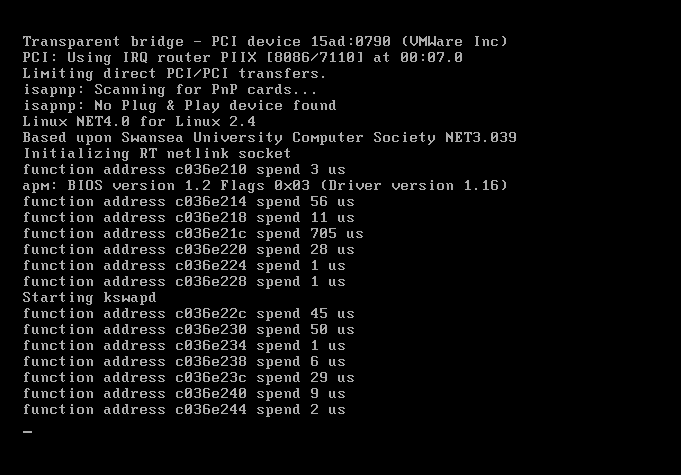 Transparent bridge - PCI device 15ad:0790 (VMWare Inc)
PCI: Using IRQ router PIIX [8086/7110] at 00:07.0
Limiting direct PCI/PCI transfers.
isapnp: Scanning for PnP cards...
isapnp: No Plug & Play device found
Linux NET4.0 for Linux 2.4
Based upon Swansea University Computer Society NET3.039
Initializing RT netlink socket
function address c036e210 spend 3 us
apm: BIOS version 1.2 Flags 0x03 (Driver version 1.16)
function address c036e214 spend 56 us
function address c036e218 spend 11 us
function address c036e21c spend 705 us
function address c036e220 spend 28 us
function address c036e224 spend 1 us
function address c036e228 spend 1 us
Starting kswapd
function address c036e22c spend 45 us
function address c036e230 spend 50 us
function address c036e234 spend 1 us
function address c036e238 spend 6 us
function address c036e23c spend 29 us
function address c036e240 spend 9 us
function address c036e244 spend 2 us